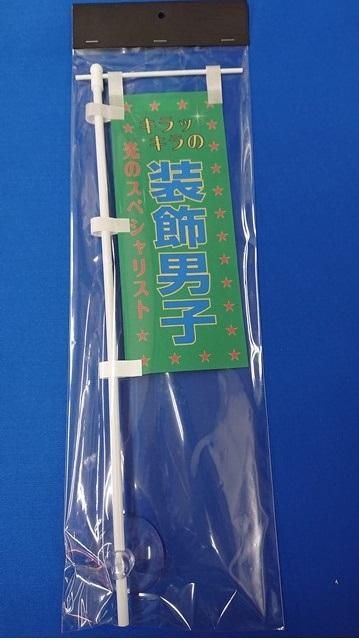 キラッ
キラの
装飾男子
光のスペシャリスト